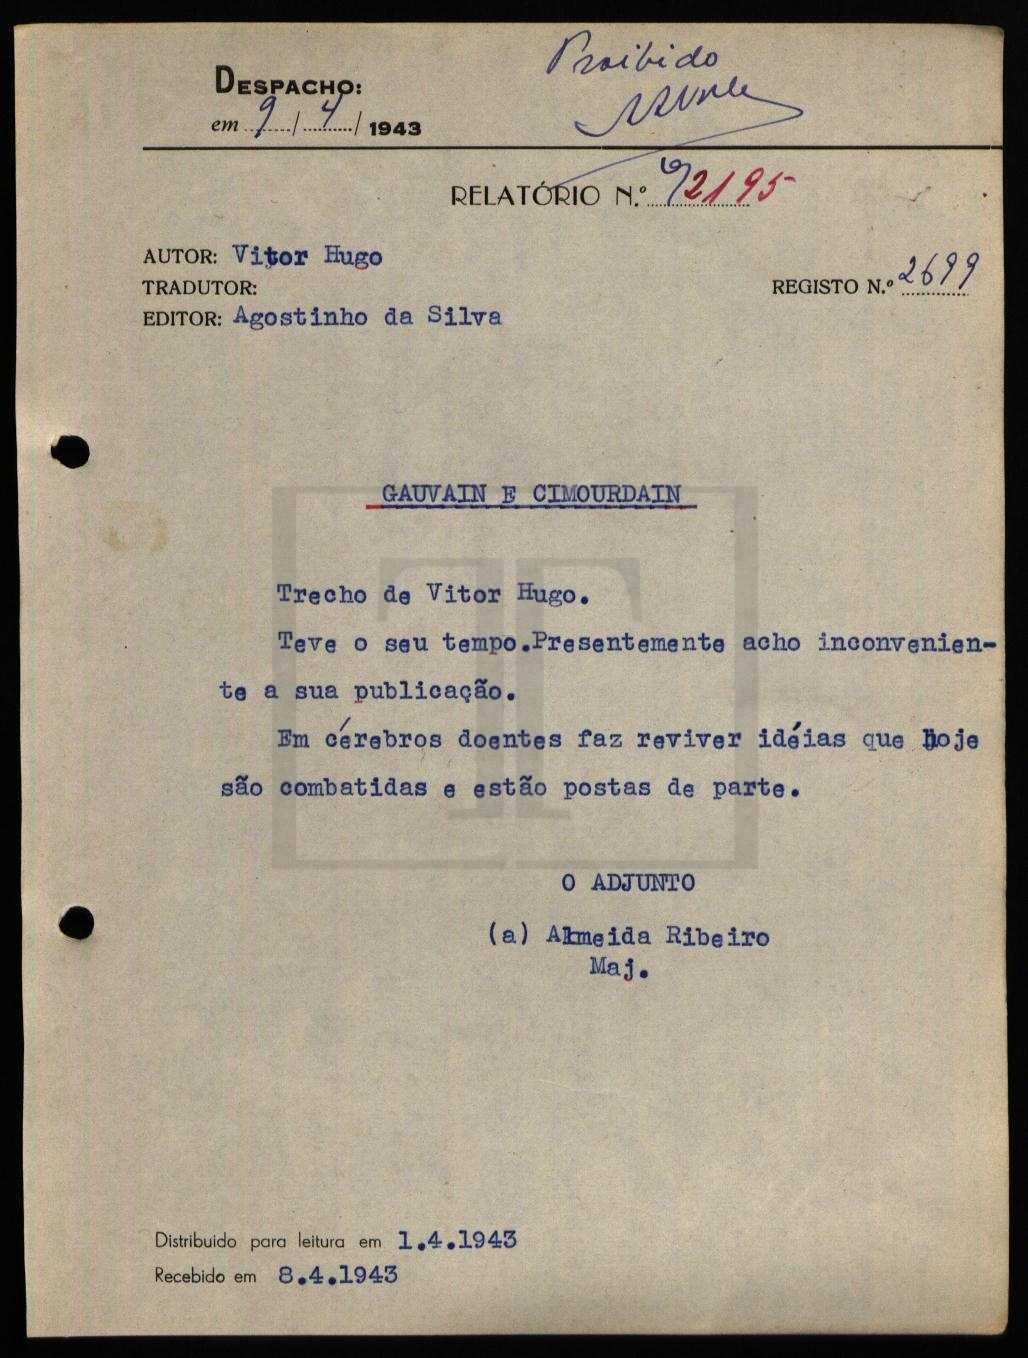 Proibido
DESPACHO:
em 9/4/1943
RELATÓRIO N.º 2195
AUTOR: Vitor Hugo
TRADUTOR:
REGISTO N.º 2699
EDITOR: Agostinho da Silva
GAUVAIN E CIMOURDAIN
Trecho de Vitor Hugo.
Teve o seu tempo.Presentemente acho inconvenien-
te a sua publicação.
Em cérebros doentes faz reviver idéias que hoje
são combatidas e estão postas de parte.
O ADJUNTO
(a) Almeida Ribeiro
Maj.
Distribuido para leitura em 1.4.1943
Recebido em 8.4.1943